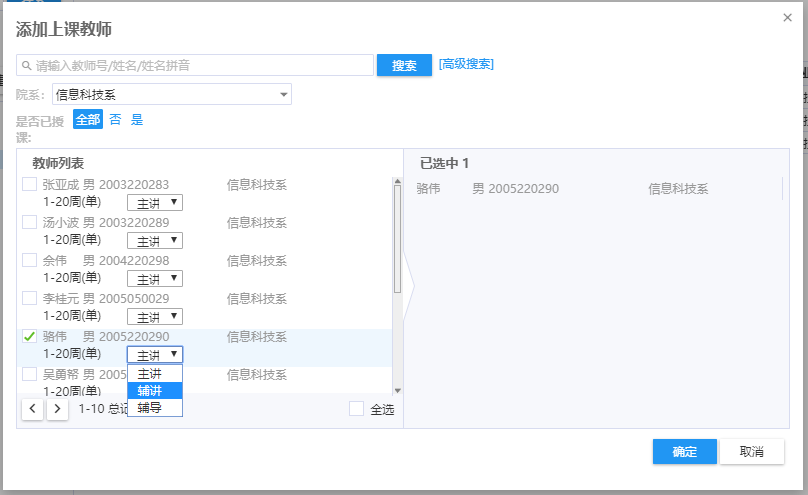 添加上课教师
请输入教师号/姓名/姓名拼音
搜索
[高级搜索]
院系:
信息科技系
是否已授课:
全部 否 是
教师列表
张亚成 男 2003220283 信息科技系
1-20周(单) 主讲
汤小波 男 2003220289 信息科技系
1-20周(单) 主讲
佘伟 男 2004220298 信息科技系
1-20周(单) 主讲
李桂元 男 2005050029 信息科技系
1-20周(单) 主讲
骆伟 男 2005220290 信息科技系
1-20周(单) 主讲
主讲
辅讲
辅导
吴勇帮 男 2005 信息科技系
1-20周(单)
1-10 总
全选
已选中 1
骆伟 男 2005220290 信息科技系
确定
取消